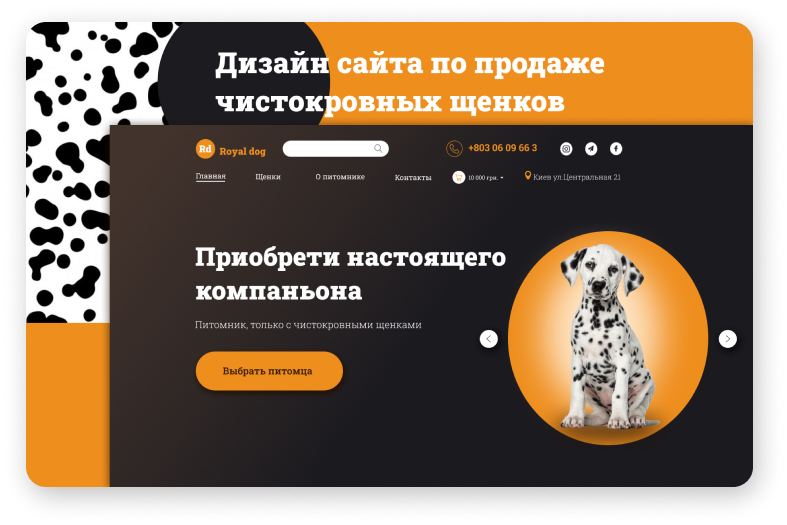 Дизайн сайта по продаже
чистокровных щенков
Rd Royal dog
+803 06 09 66 3
Главная Щенки О питомнике Контакты 10 000 грн. Киев ул.Центральная 21
Приобрети настоящего
компаньона
Питомник, только с чистокровными щенками
Выбрать питомца